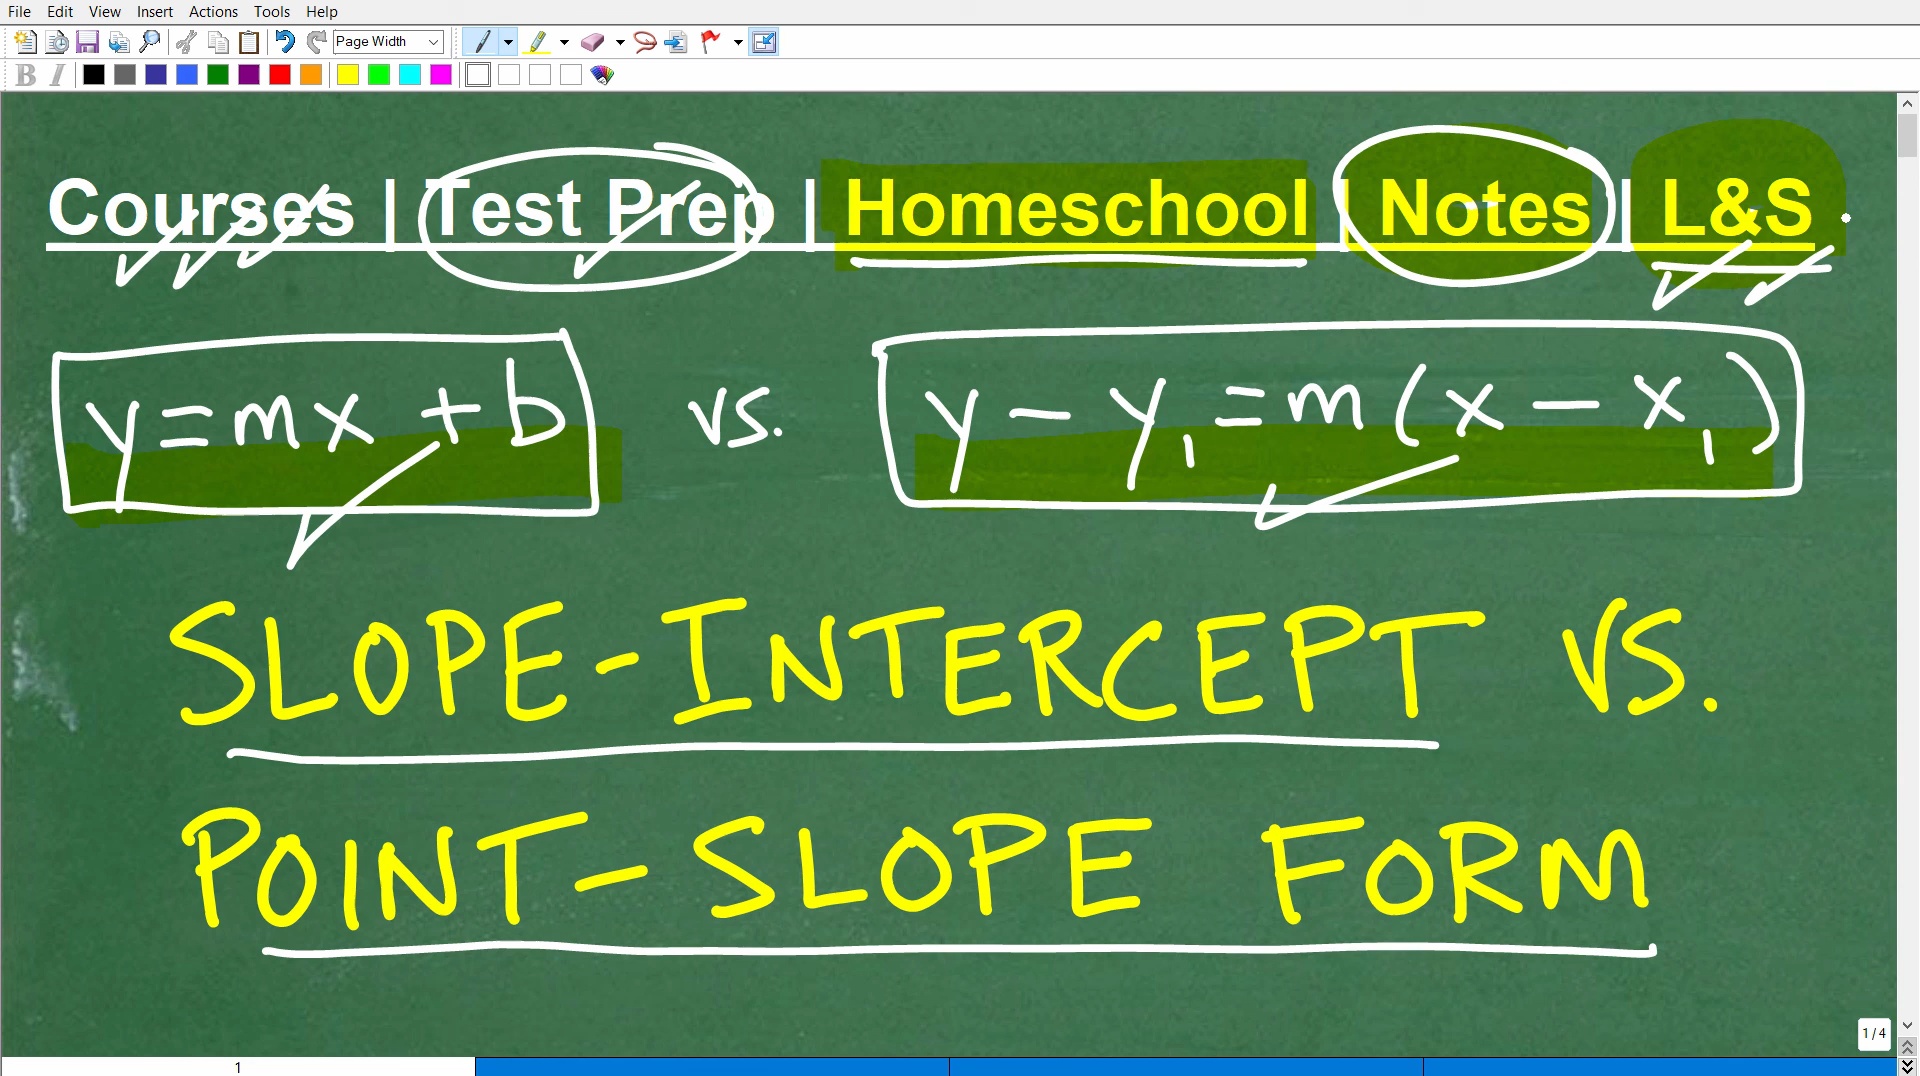 File Edit View Insert Actions Tools Help
Page Width
B I
Courses | Test Prep | Homeschool | Notes | L&S
y = mx + b vs. y - y₁ = m(x - x₁)
SLOPE-INTERCEPT VS.
POINT-SLOPE FORM
1 / 4
1